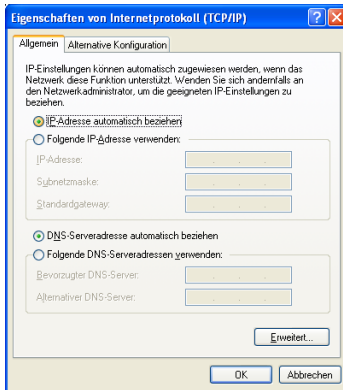 Eigenschaften von Internetprotokoll (TCP/IP)
Allgemein
Alternative Konfiguration
IP-Einstellungen können automatisch zugewiesen werden, wenn das
Netzwerk diese Funktion unterstützt. Wenden Sie sich andernfalls an
den Netzwerkadministrator, um die geeigneten IP-Einstellungen zu
beziehen.
IP-Adresse automatisch beziehen
Folgende IP-Adresse verwenden:
IP-Adresse:
Subnetzmaske:
Standardgateway:
DNS-Serveradresse automatisch beziehen
Folgende DNS-Serveradressen verwenden:
Bevorzugter DNS-Server:
Alternativer DNS-Server:
Erweitert...
OK
Abbrechen